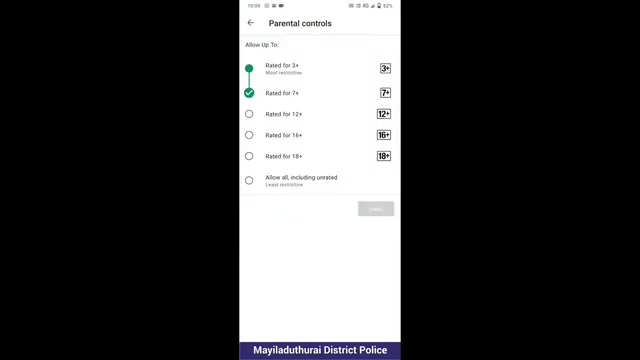 10:09
4G 52%
Parental controls
Allow Up To:
Rated for 3+ 3+
Most restrictive
Rated for 7+ 7+
Rated for 12+ 12+
Rated for 16+ 16+
Rated for 18+ 18+
Allow all, including unrated
Least restrictive
Mayiladuthurai District Police